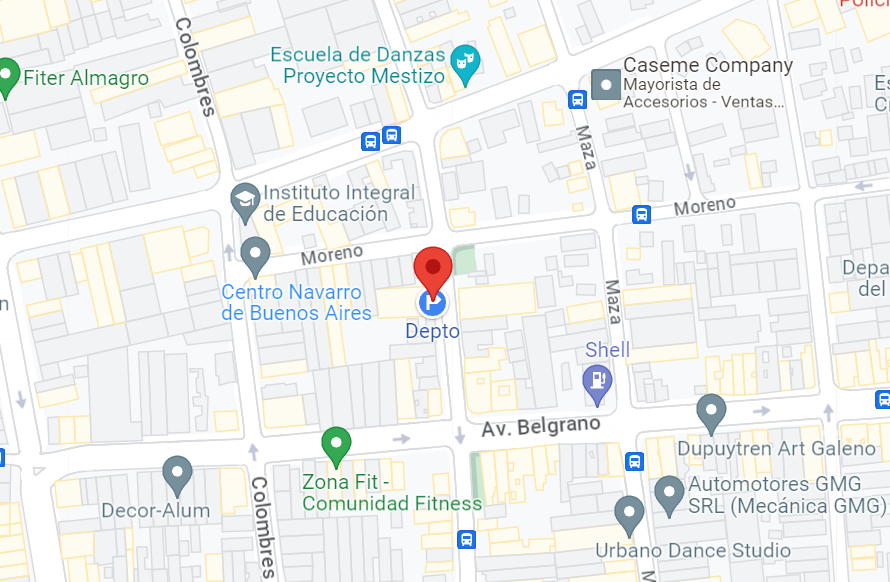 Colombres
Escuela de Danzas
Proyecto Mestizo
Caseme Company
Mayorista de
Accesorios - Ventas...
Fiter Almagro
Maza
Instituto Integral
de Educación
Moreno
Moreno
Centro Navarro
de Buenos Aires
Depa
del
Maza
P
Depto
Shell
Av. Belgrano
Dupuytren Art Galeno
Zona Fit -
Comunidad Fitness
Decor-Alum
Colombres
Automotores GMG
SRL (Mecánica GMG)
Urbano Dance Studio